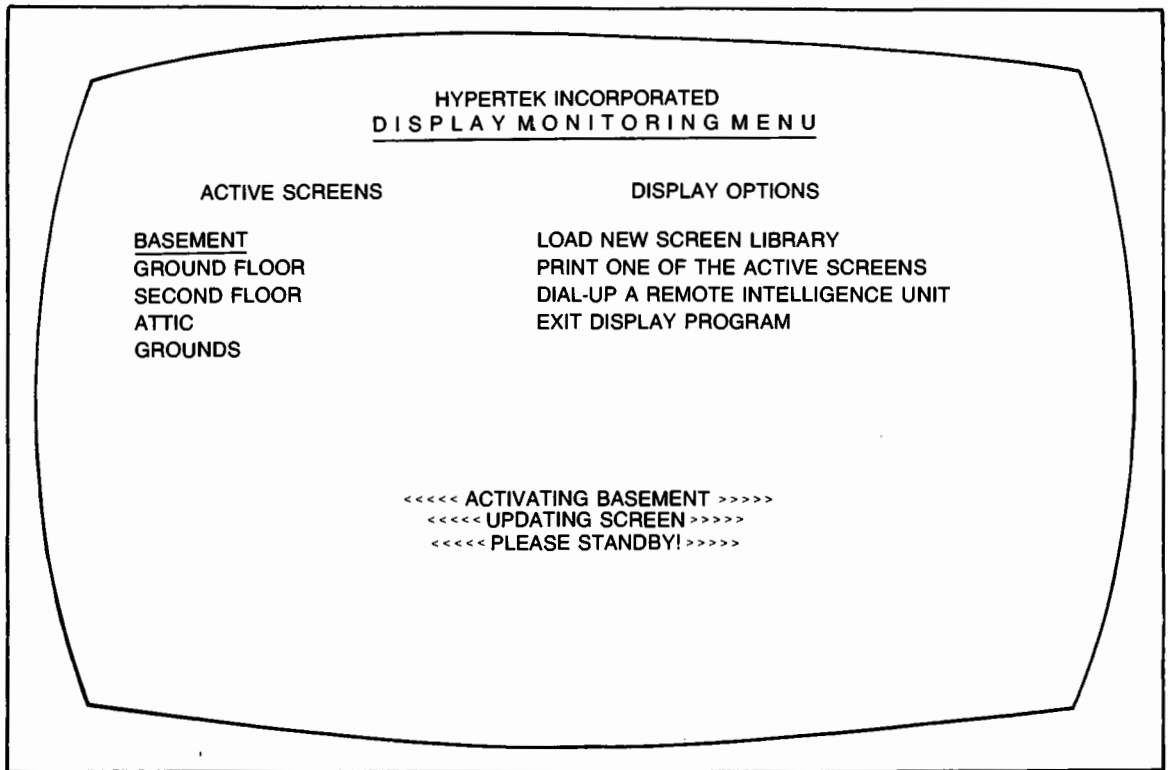 HYPERTEK INCORPORATED
DISPLAY MONITORING MENU
ACTIVE SCREENS
BASEMENT
GROUND FLOOR
SECOND FLOOR
ATTIC
GROUNDS
DISPLAY OPTIONS
LOAD NEW SCREEN LIBRARY
PRINT ONE OF THE ACTIVE SCREENS
DIAL-UP A REMOTE INTELLIGENCE UNIT
EXIT DISPLAY PROGRAM
<<<<< ACTIVATING BASEMENT >>>>>
<<<<< UPDATING SCREEN >>>>>
<<<<< PLEASE STANDBY! >>>>>